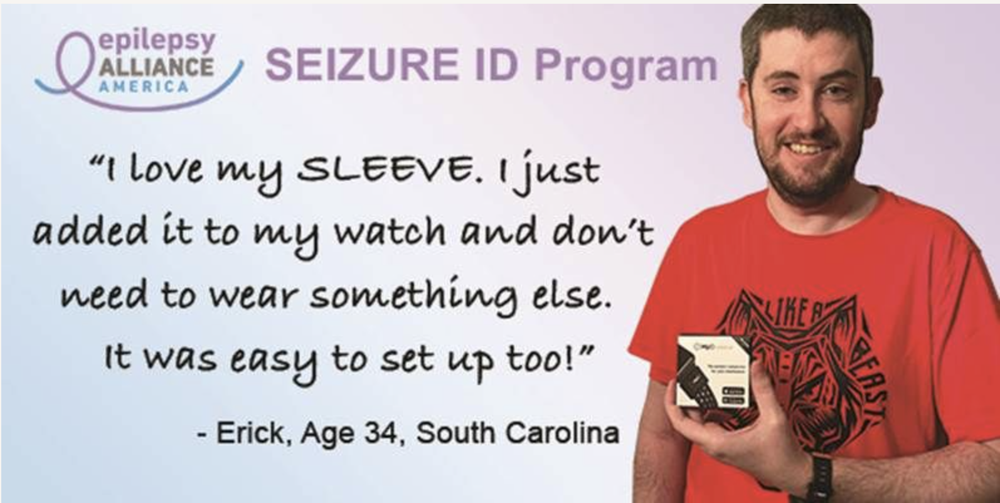 epilepsy
ALLIANCE
AMERICA
SEIZURE ID Program
“I love my SLEEVE. I just
added it to my watch and don’t
need to wear something else.
It was easy to set up too!”
- Erick, Age 34, South Carolina
LIKE A
BEAST